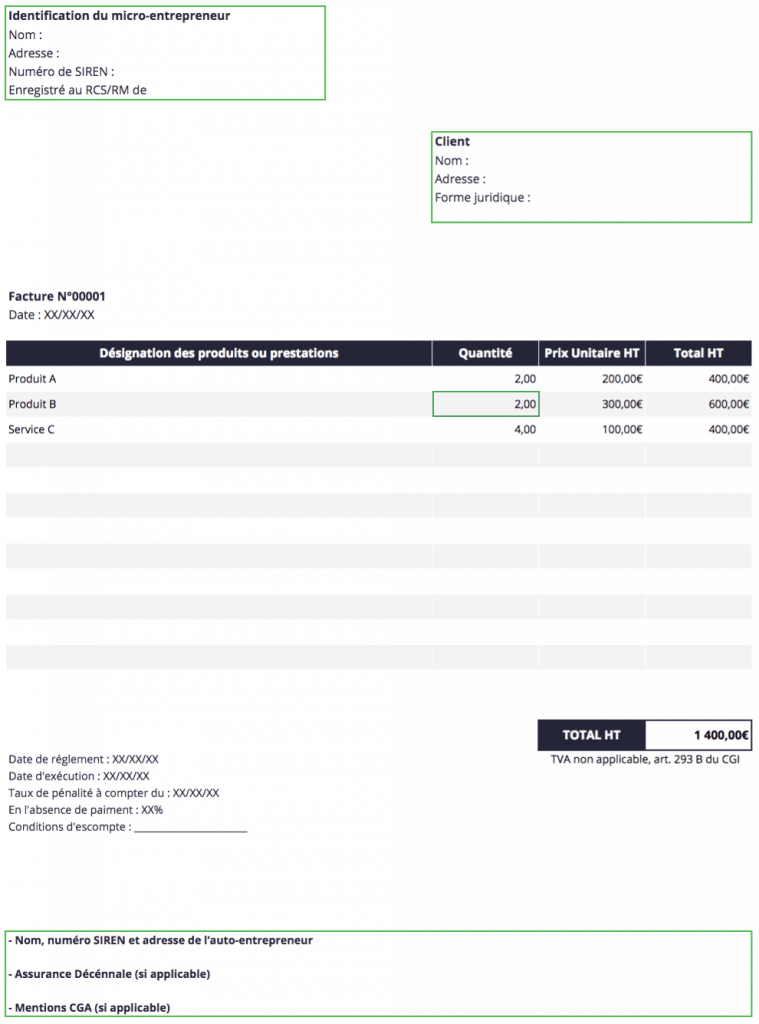 Identification du micro-entrepreneur
Nom :
Adresse :
Numéro de SIREN :
Enregistré au RCS/RM de
Client
Nom :
Adresse :
Forme juridique :
Facture N°00001
Date : XX/XX/XX
Désignation des produits ou prestations Quantité Prix Unitaire HT Total HT
Produit A 2,00 200,00€ 400,00€
Produit B 2,00 300,00€ 600,00€
Service C 4,00 100,00€ 400,00€
TOTAL HT 1 400,00€
TVA non applicable, art. 293 B du CGI
Date de réglement : XX/XX/XX
Date d'exécution : XX/XX/XX
Taux de pénalité à compter du : XX/XX/XX
En l'absence de paiment : XX%
Conditions d'escompte : ____________________
- Nom, numéro SIREN et adresse de l'auto-entrepreneur
- Assurance Décénnale (si applicable)
- Mentions CGA (si applicable)